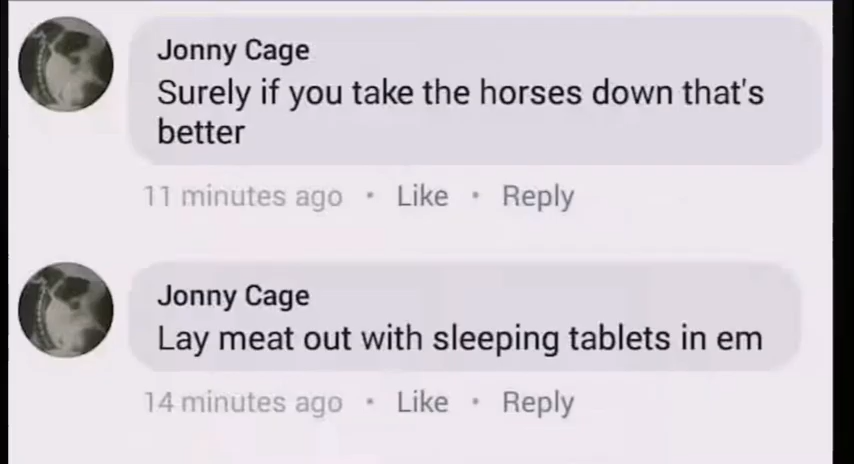 Jonny Cage
Surely if you take the horses down that's
better
11 minutes ago • Like • Reply
Jonny Cage
Lay meat out with sleeping tablets in em
14 minutes ago • Like • Reply